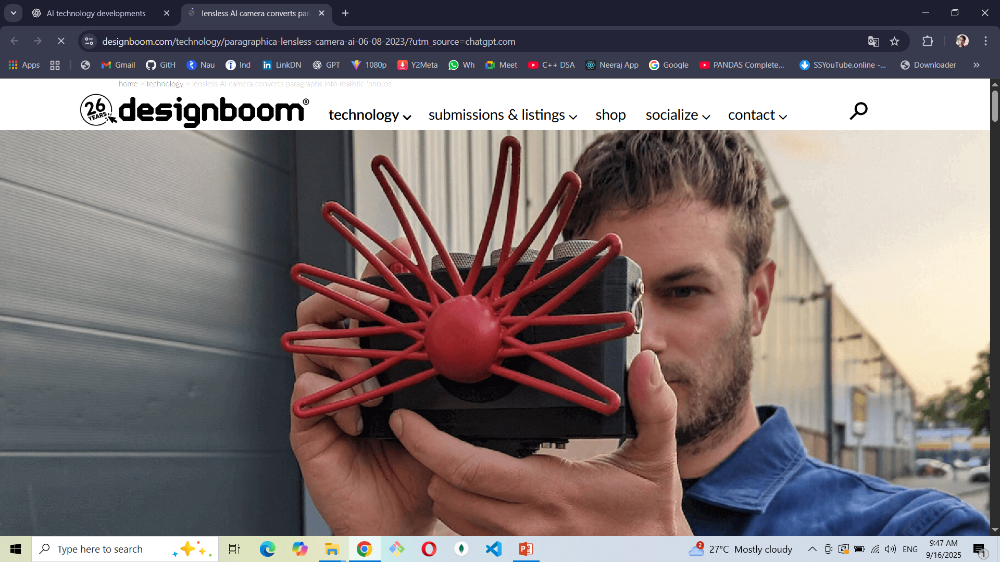 AI technology developments
lensless AI camera converts par
designboom.com/technology/paragraphica-lensless-camera-ai-06-08-2023/?utm_source=chatgpt.com
Apps Gmail GitH Nau Ind LinkDN GPT 1080p Y2Meta Wh Meet C++ DSA Neeraj App Google PANDAS Complete... SSYouTube.online -... Downloader »
home > technology > lensless AI camera converts paragraphs into realistic 'photos'
26 YEARS designboom® technology submissions & listings shop socialize contact
Type here to search
2 27°C Mostly cloudy ENG
9:47 AM
9/16/2025
1